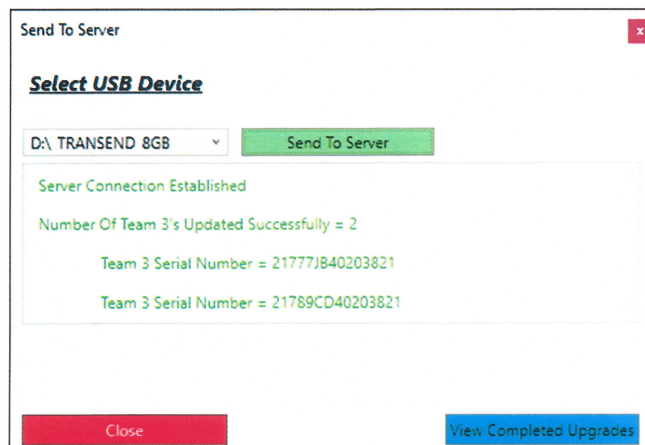 Send To Server
x
Select USB Device
D:\ TRANSEND 8GB
Send To Server
Server Connection Established
Number Of Team 3's Updated Successfully = 2
Team 3 Serial Number = 21777JB40203821
Team 3 Serial Number = 21789CD40203821
Close
View Completed Upgrades